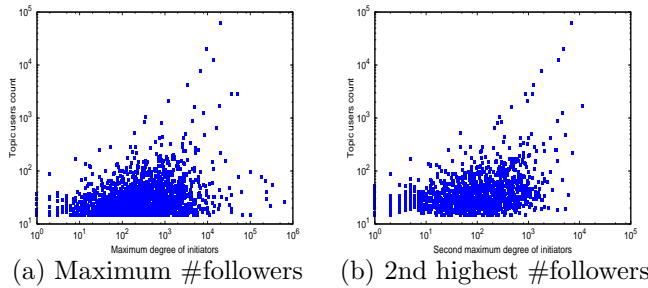 10^5
10^4
10^3
10^2
10^1
Topic users count
10^0 10^1 10^2 10^3 10^4 10^5 10^6
Maximum degree of initiators
(a) Maximum #followers
10^5
10^4
10^3
10^2
10^1
Topic users count
10^0 10^1 10^2 10^3 10^4 10^5
Second maximum degree of initiators
(b) 2nd highest #followers